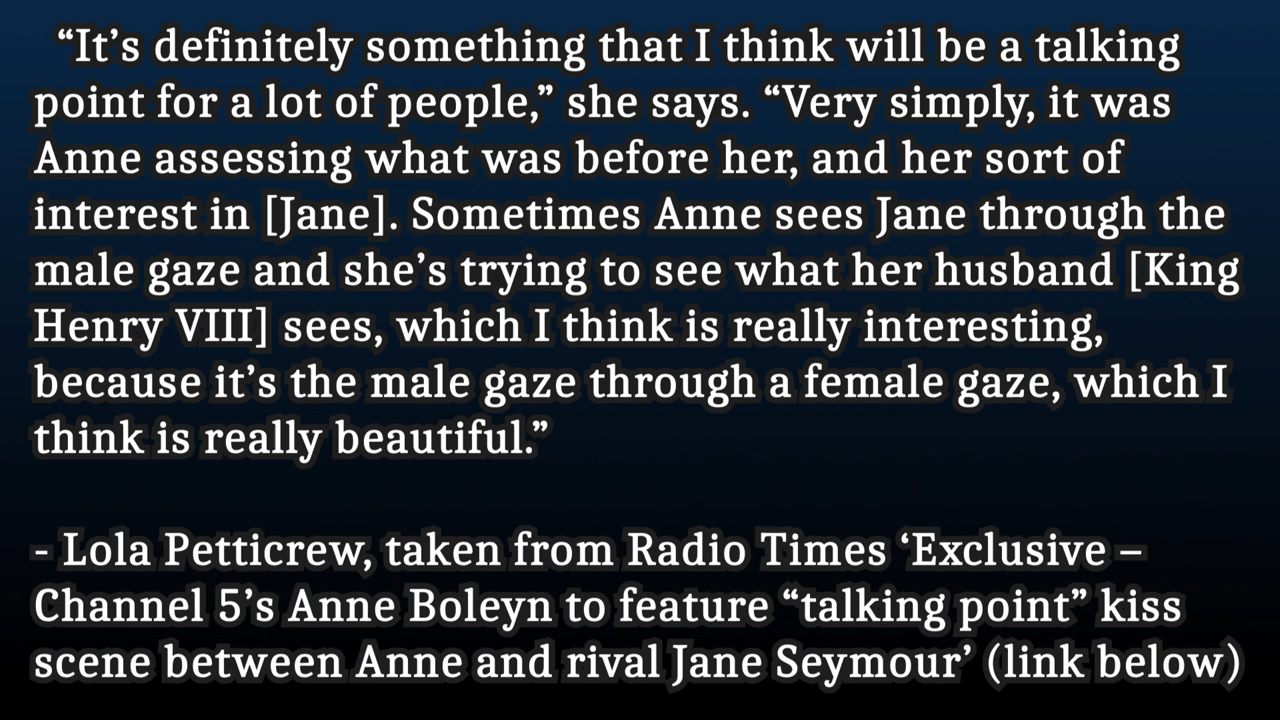 “It’s definitely something that I think will be a talking
point for a lot of people,” she says. “Very simply, it was
Anne assessing what was before her, and her sort of
interest in [Jane]. Sometimes Anne sees Jane through the
male gaze and she’s trying to see what her husband [King
Henry VIII] sees, which I think is really interesting,
because it’s the male gaze through a female gaze, which I
think is really beautiful.”
- Lola Petticrew, taken from Radio Times ‘Exclusive –
Channel 5’s Anne Boleyn to feature “talking point” kiss
scene between Anne and rival Jane Seymour’ (link below)